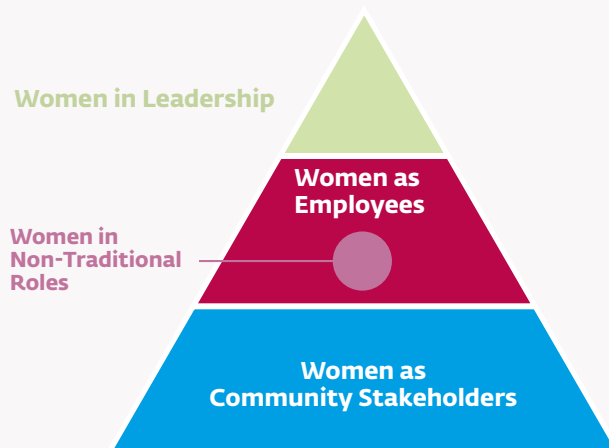 Women in Leadership
Women as
Employees
Women in
Non-Traditional
Roles
Women as
Community Stakeholders